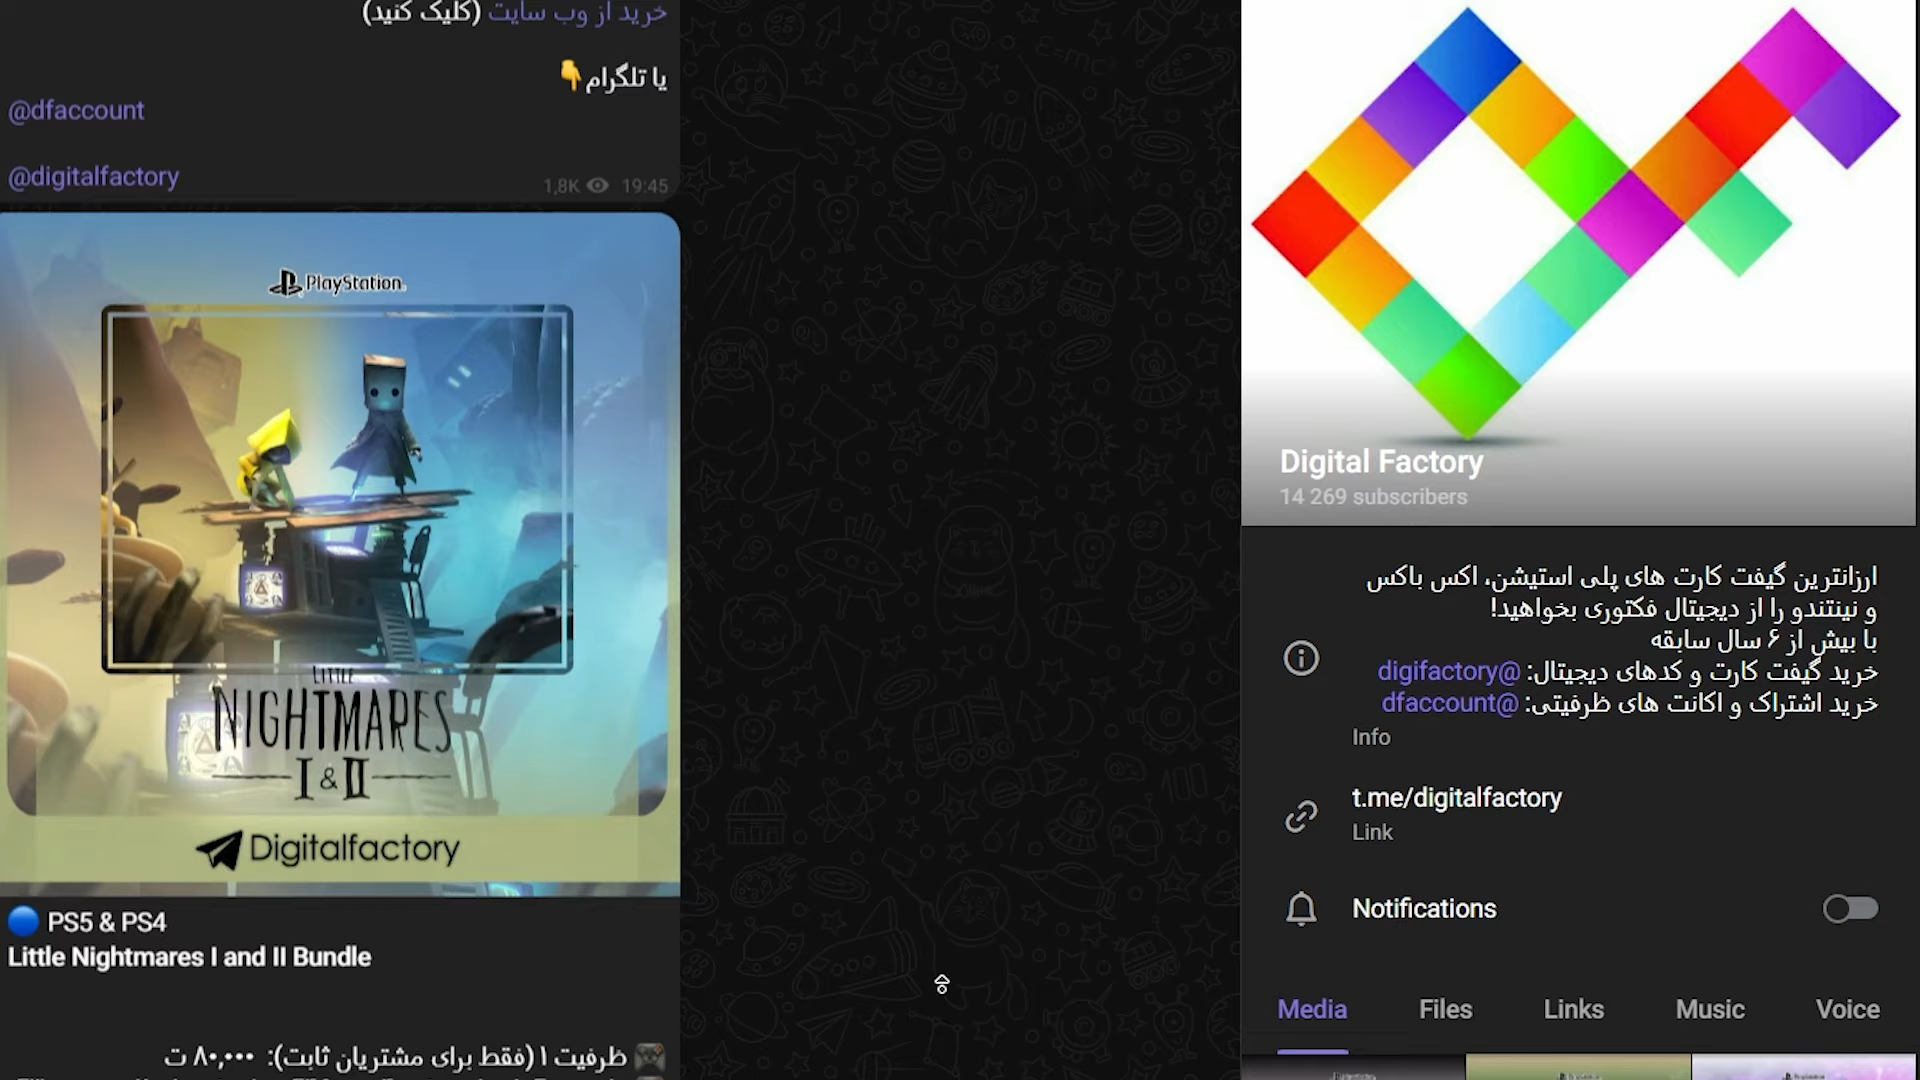 خرید از وب سایت (کلیک کنید)
یا تلگرام👇
@dfaccount
@digitalfactory
1,8K 19:45
PlayStation
LITTLE
NIGHTMARES
I & II
Digitalfactory
🔵 PS5 & PS4
Little Nightmares I and II Bundle
🎮 ظرفیت ۱ (فقط برای مشتریان ثابت): ۸۰,۰۰۰ ت
Digital Factory
14 269 subscribers
ارزانترین گیفت کارت های پلی استیشن، اکس باکس
و نینتندو را از دیجیتال فکتوری بخواهید!
با بیش از ۶ سال سابقه
خرید گیفت کارت و کدهای دیجیتال: @digifactory
خرید اشتراک و اکانت های ظرفیتی: @dfaccount
Info
t.me/digitalfactory
Link
Notifications
Media Files Links Music Voice